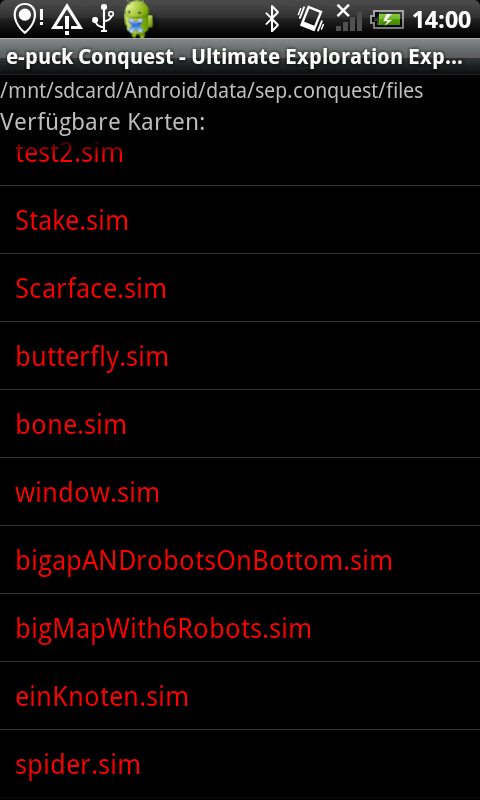 14:00
e-puck Conquest - Ultimate Exploration Exp...
/mnt/sdcard/Android/data/sep.conquest/files
Verfügbare Karten:
test2.sim
Stake.sim
Scarface.sim
butterfly.sim
bone.sim
window.sim
bigapANDrobotsOnBottom.sim
bigMapWith6Robots.sim
einKnoten.sim
spider.sim